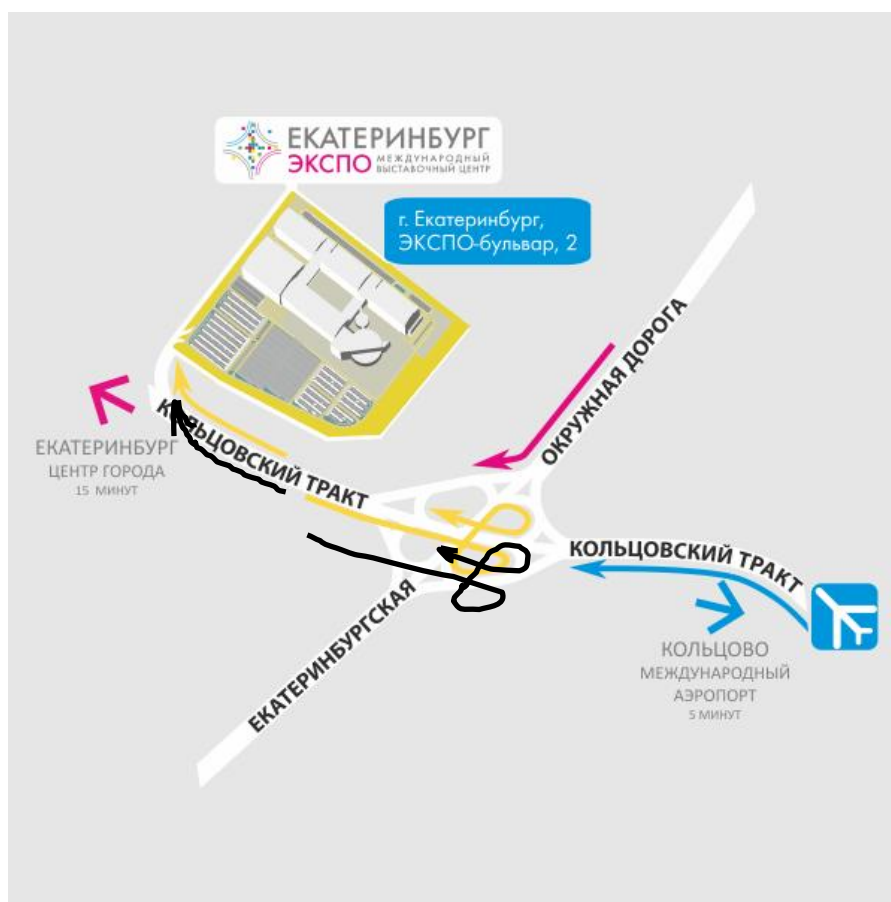 ЕКАТЕРИНБУРГ
ЭКСПО
МЕЖДУНАРОДНЫЙ
ВЫСТАВОЧНЫЙ ЦЕНТР
г. Екатеринбург,
ЭКСПО-бульвар, 2
ОКРУЖНАЯ ДОРОГА
КОЛЬЦОВСКИЙ ТРАКТ
ЕКАТЕРИНБУРГ
ЦЕНТР ГОРОДА
15 МИНУТ
КОЛЬЦОВСКИЙ ТРАКТ
ЕКАТЕРИНБУРГСКАЯ
КОЛЬЦОВО
МЕЖДУНАРОДНЫЙ
АЭРОПОРТ
5 МИНУТ